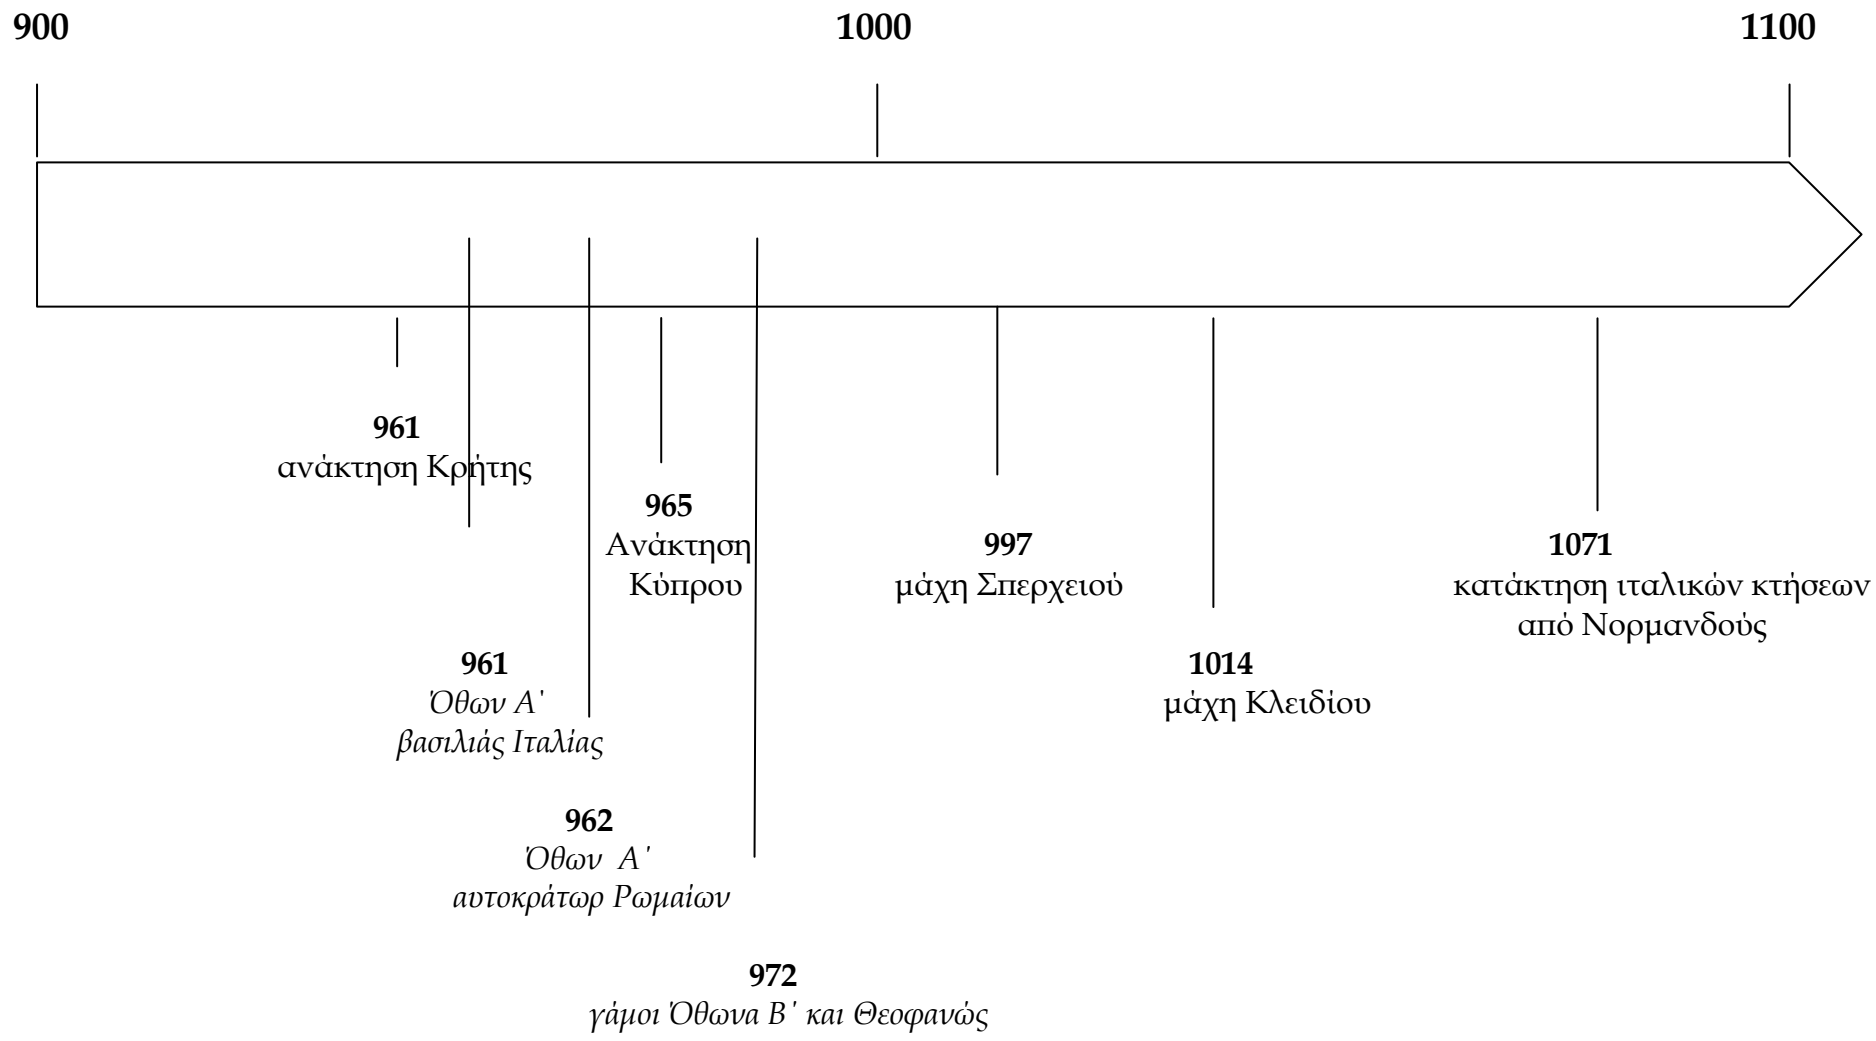 900
1000
1100
961
ανάκτηση Κρήτης
965
Ανάκτηση
Κύπρου
997
μάχη Σπερχειού
1071
κατάκτηση ιταλικών κτήσεων
από Νορμανδούς
961
Όθων Α΄
βασιλιάς Ιταλίας
1014
μάχη Κλειδίου
962
Όθων Α΄
αυτοκράτωρ Ρωμαίων
972
γάμοι Όθωνα Β΄ και Θεοφανώς